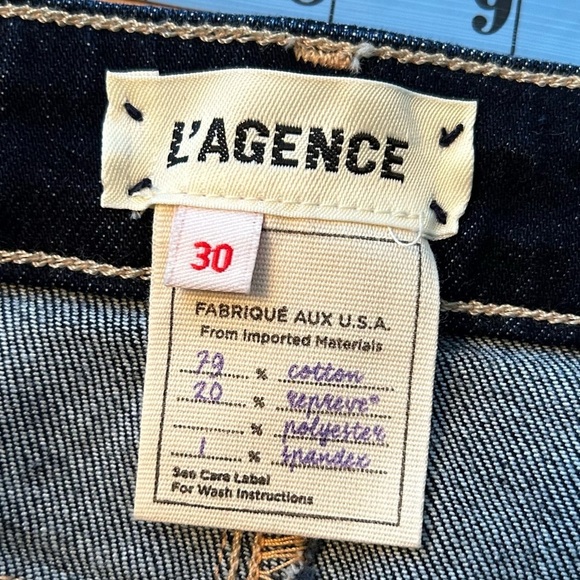 9
L'AGENCE
30
FABRIQUÉ AUX U.S.A.
From Imported Materials
79 % cotton
20 % repreve®
% polyester
1 % spandex
See Care Label
For Wash Instructions